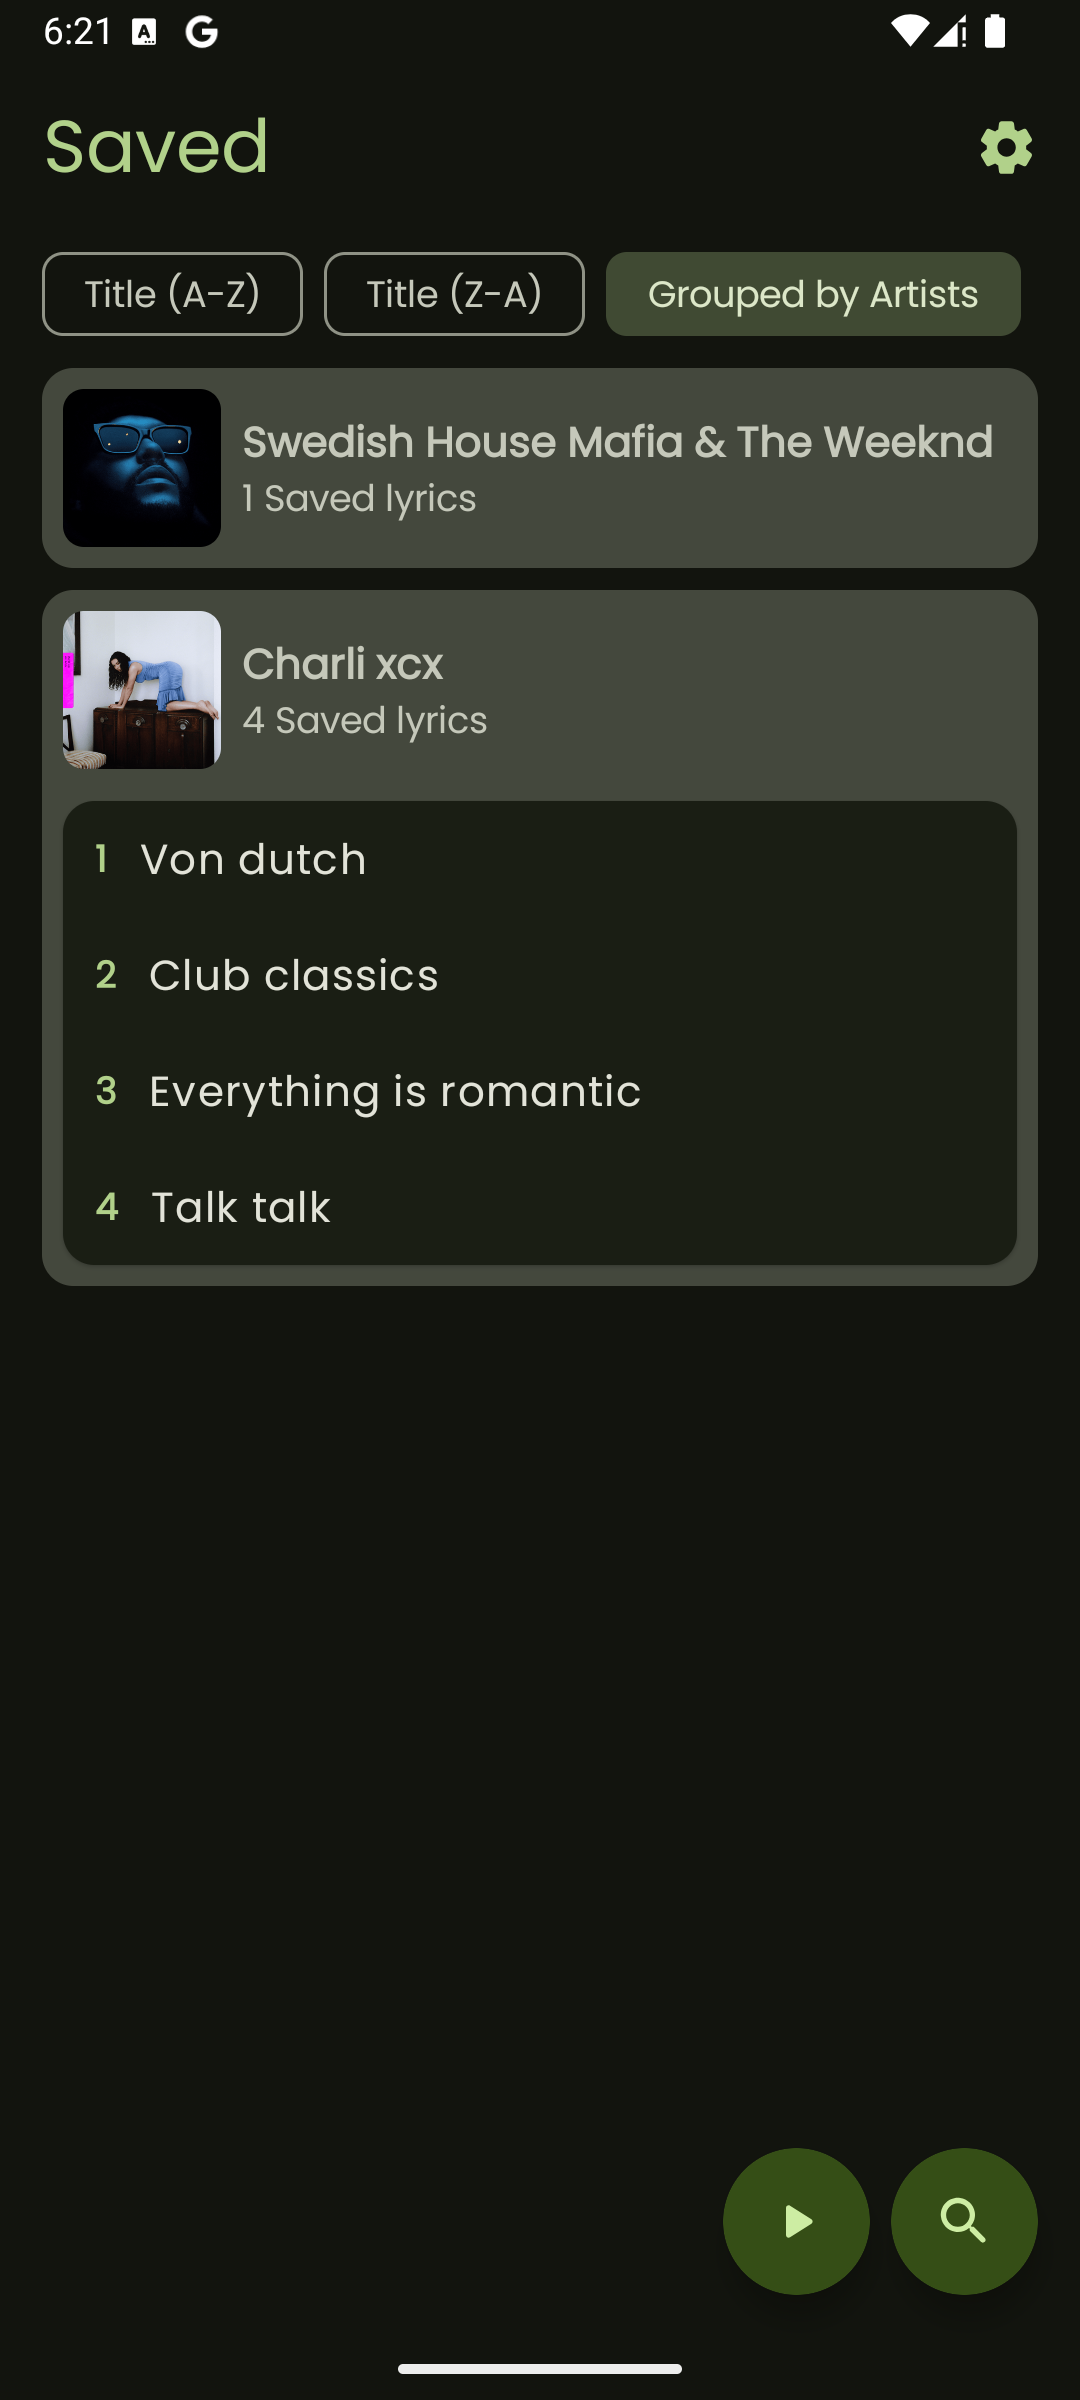 6:21
Saved
Title (A-Z)
Title (Z-A)
Grouped by Artists
Swedish House Mafia & The Weeknd
1 Saved lyrics
Charli xcx
4 Saved lyrics
1 Von dutch
2 Club classics
3 Everything is romantic
4 Talk talk